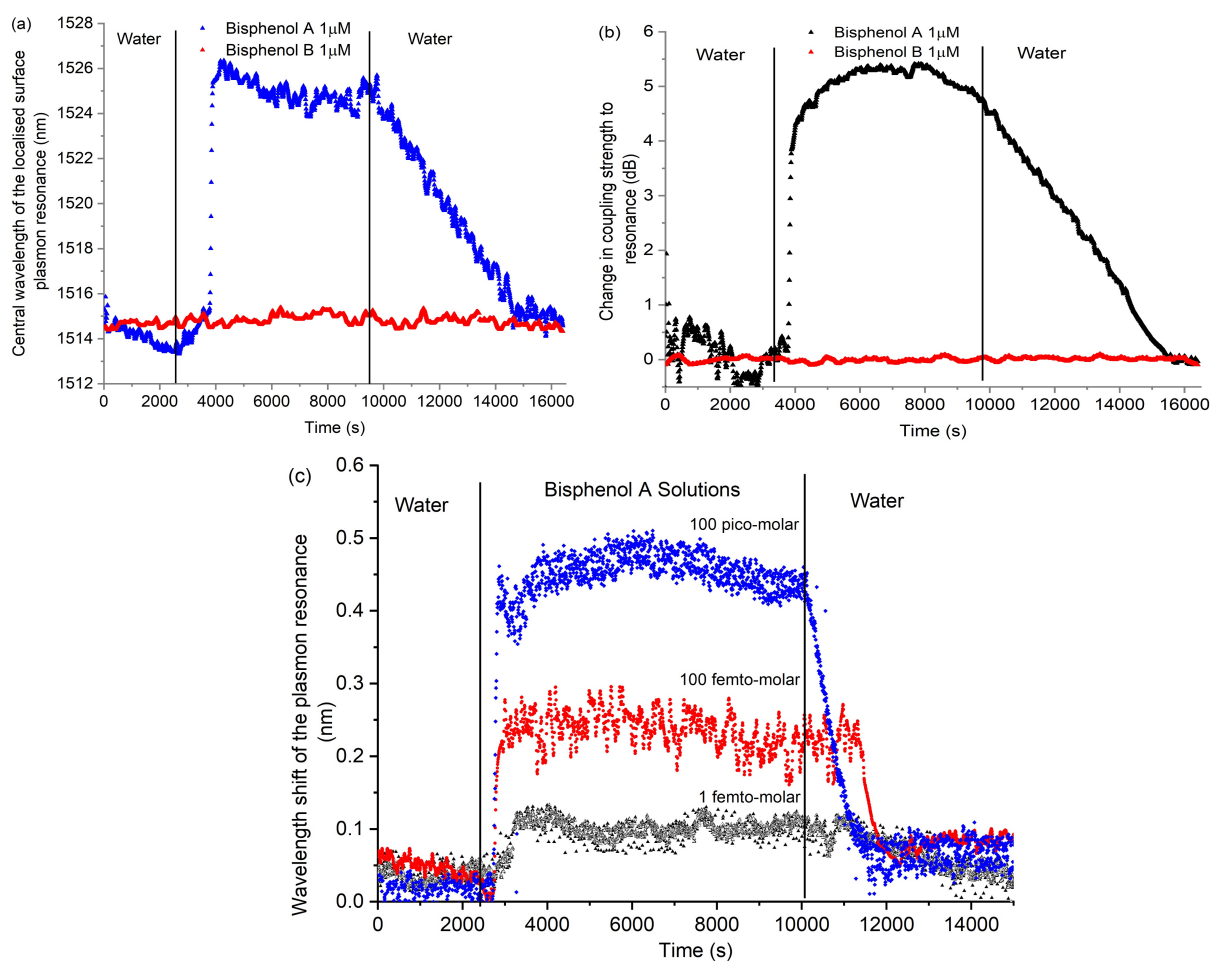 (a)
Bisphenol A 1μM
Bisphenol B 1μM
Water
Water
Central wavelength of the localised surface
plasmon resonance (nm)
1528
1526
1524
1522
1520
1518
1516
1514
1512
0 2000 4000 6000 8000 10000 12000 14000 16000
Time (s)
(b)
Bisphenol A 1μM
Bisphenol B 1μM
Water
Water
Change in coupling strength to
resonance (dB)
6
5
4
3
2
1
0
0 2000 4000 6000 8000 10000 12000 14000 16000
Time (s)
(c)
Water
Bisphenol A Solutions
Water
100 pico-molar
100 femto-molar
1 femto-molar
Wavelength shift of the plasmon resonance
(nm)
0.6
0.5
0.4
0.3
0.2
0.1
0.0
0 2000 4000 6000 8000 10000 12000 14000
Time (s)